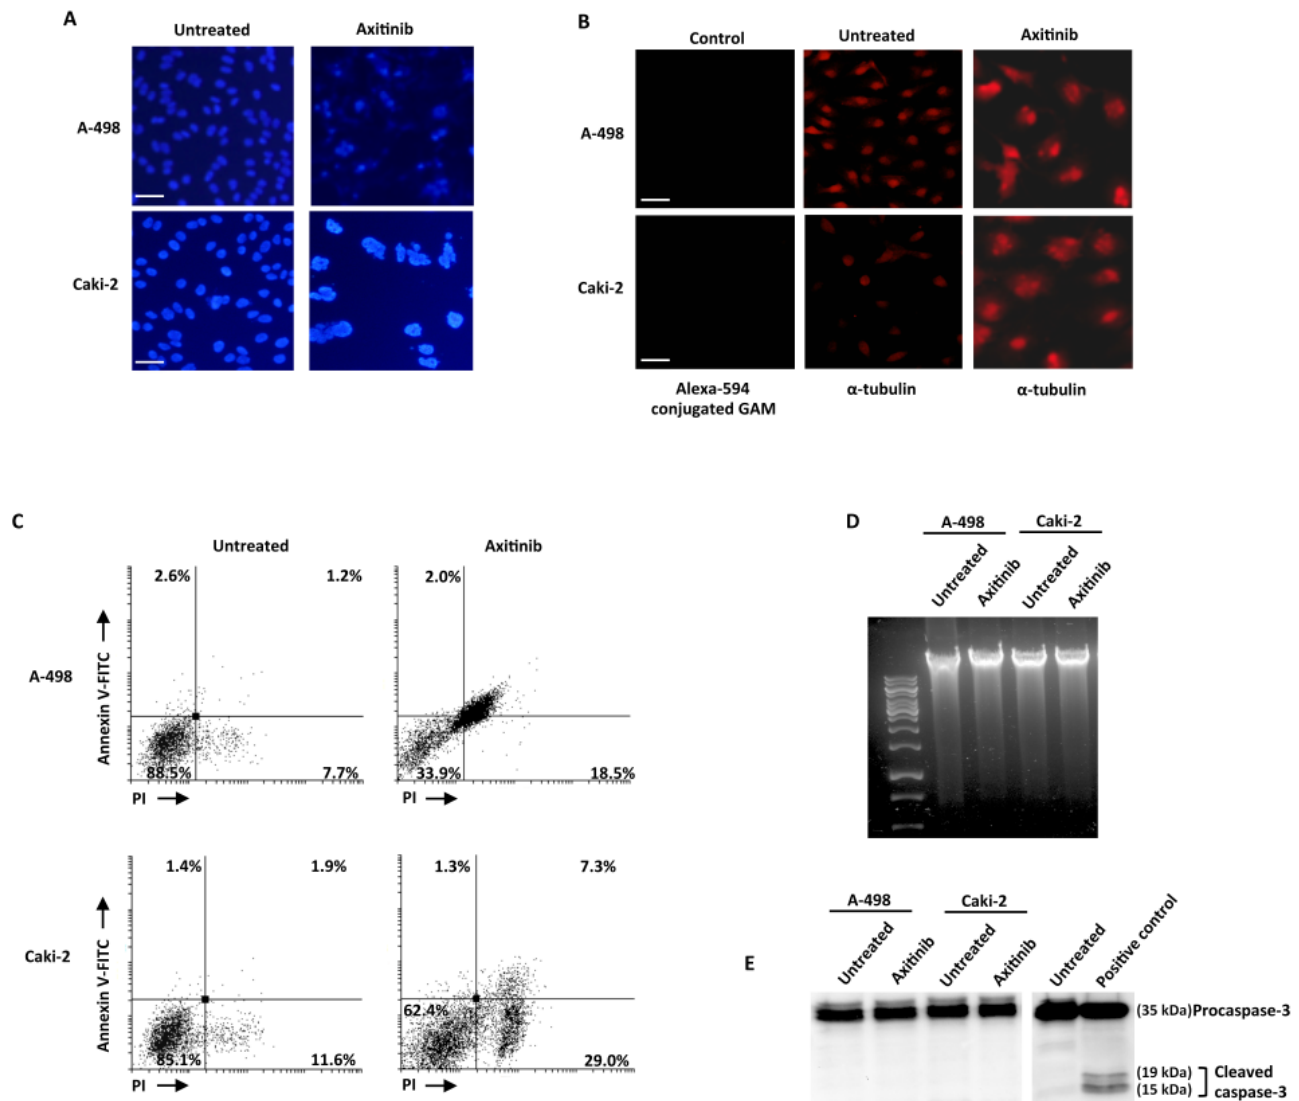 A
Untreated
Axitinib
A-498
Caki-2
B
Control
Untreated
Axitinib
A-498
Caki-2
Alexa-594
conjugated GAM
α-tubulin
α-tubulin
C
Untreated
Axitinib
A-498
Annexin V-FITC
2.6%
1.2%
88.5%
7.7%
PI
2.0%
33.9%
18.5%
PI
Caki-2
Annexin V-FITC
1.4%
1.9%
85.1%
11.6%
PI
1.3%
7.3%
62.4%
29.0%
PI
D
A-498
Caki-2
Untreated
Axitinib
Untreated
Axitinib
E
A-498
Caki-2
Untreated
Axitinib
Untreated
Axitinib
Untreated
Positive control
(35 kDa) Procaspase-3
(19 kDa)
(15 kDa)
Cleaved
caspase-3